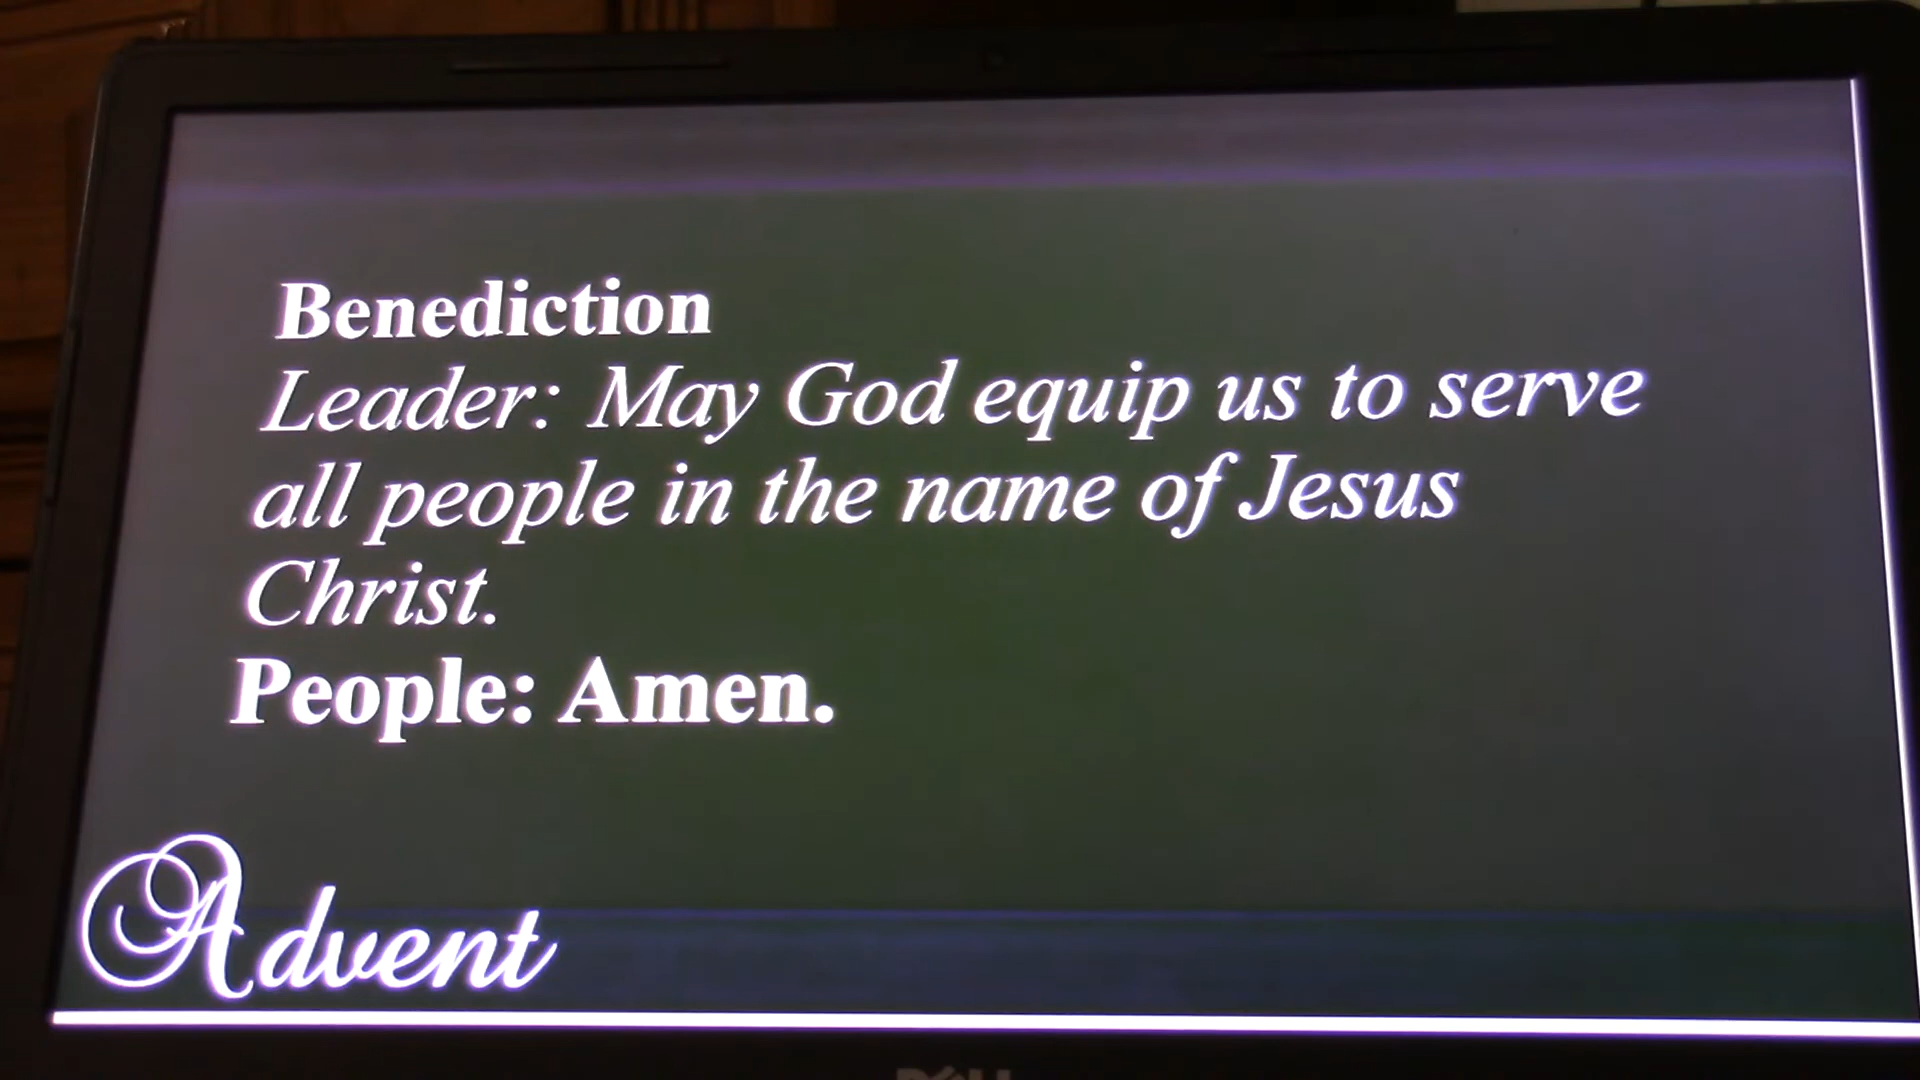 Benediction
Leader: May God equip us to serve
all people in the name of Jesus
Christ.
People: Amen.
Advent